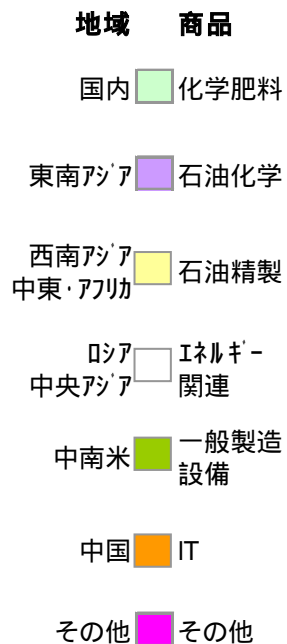 地域 商品
国内 化学肥料
東南ｱｼﾞｱ 石油化学
西南ｱｼﾞｱ
中東･ｱﾌﾘｶ
石油精製
ﾛｼｱ
中央ｱｼﾞｱ
ｴﾈﾙｷﾞｰ
関連
中南米
一般製造
設備
中国 IT
その他 その他